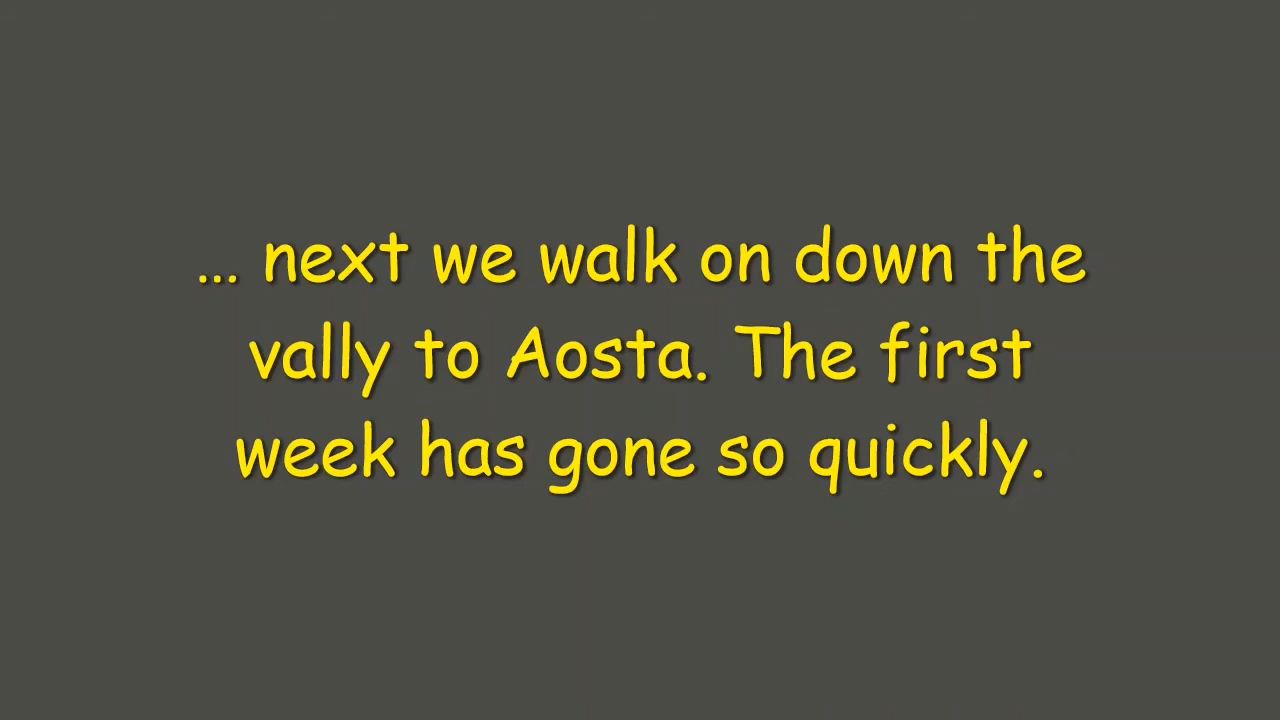 … next we walk on down the
vally to Aosta. The first
week has gone so quickly.